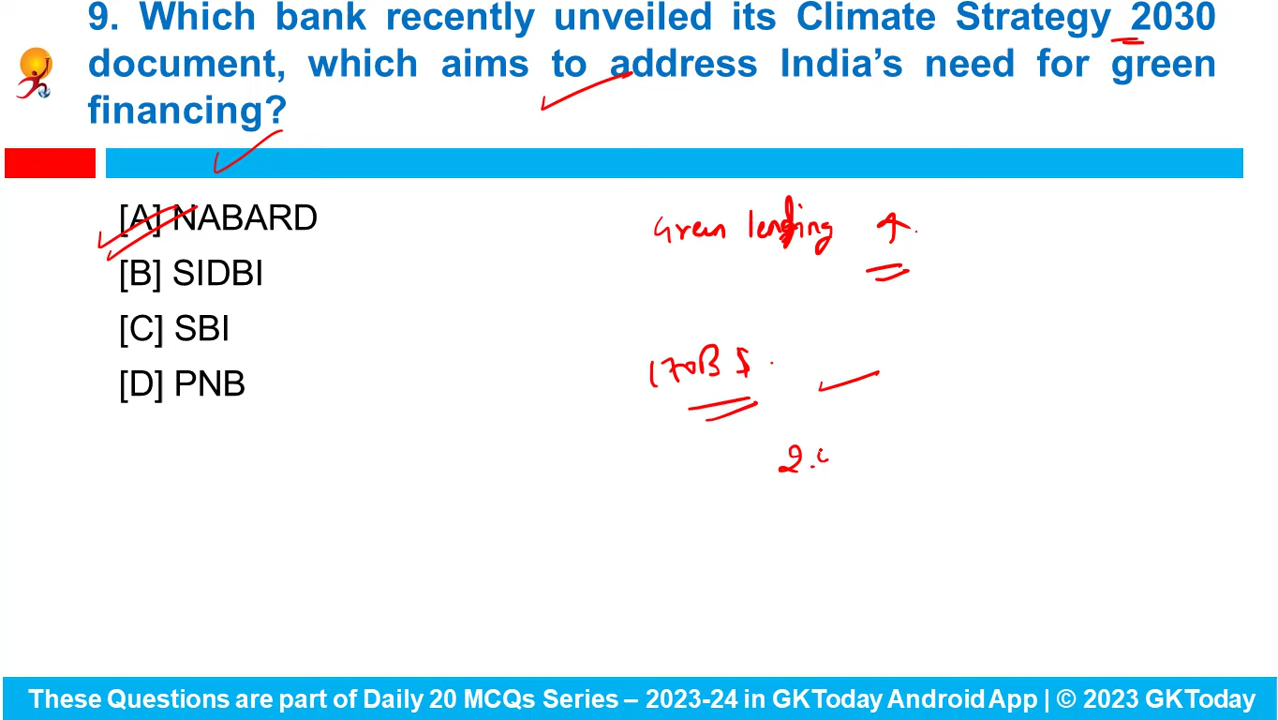 9. Which bank recently unveiled its Climate Strategy 2030
document, which aims to address India's need for green
financing?
[A] NABARD
Green lending
[B] SIDBI
[C] SBI
170B $
[D] PNB
2.
These Questions are part of Daily 20 MCQs Series – 2023-24 in GKToday Android App | © 2023 GKToday